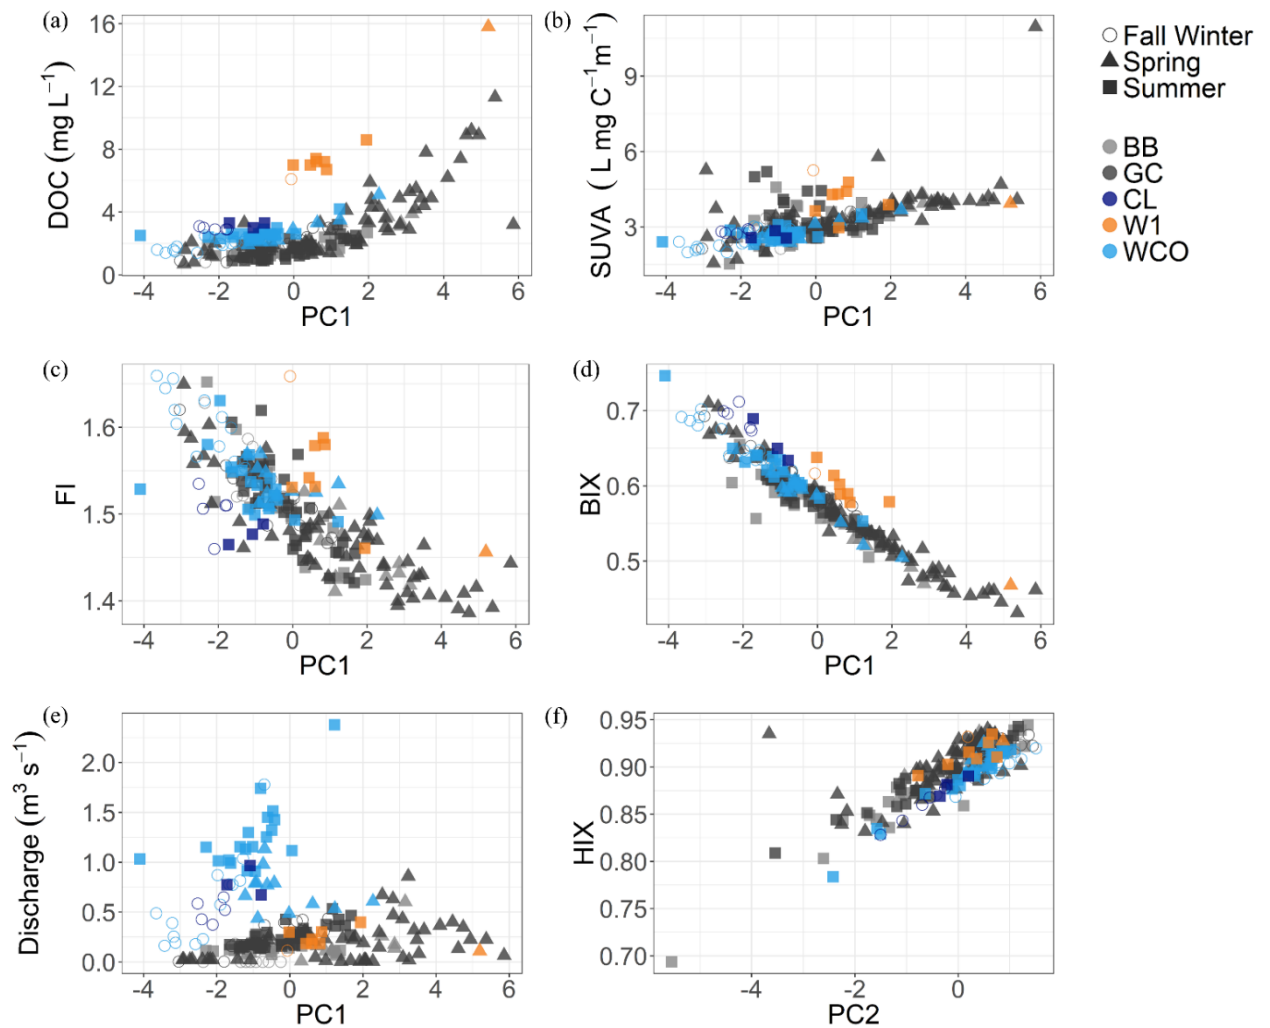 (a)
16
12
8
4
0
DOC (mg L⁻¹)
-4 -2 0 2 4 6
PC1
(b)
9
6
3
SUVA ( L mg C⁻¹m⁻¹)
-4 -2 0 2 4 6
PC1
Fall Winter
Spring
Summer
BB
GC
CL
W1
WCO
(c)
1.6
1.5
1.4
FI
-4 -2 0 2 4 6
PC1
(d)
0.7
0.6
0.5
BIX
-4 -2 0 2 4 6
PC1
(e)
2.0
1.5
1.0
0.5
0.0
Discharge (m³ s⁻¹)
-4 -2 0 2 4 6
PC1
(f)
0.95
0.90
0.85
0.80
0.75
0.70
HIX
-4 -2 0
PC2